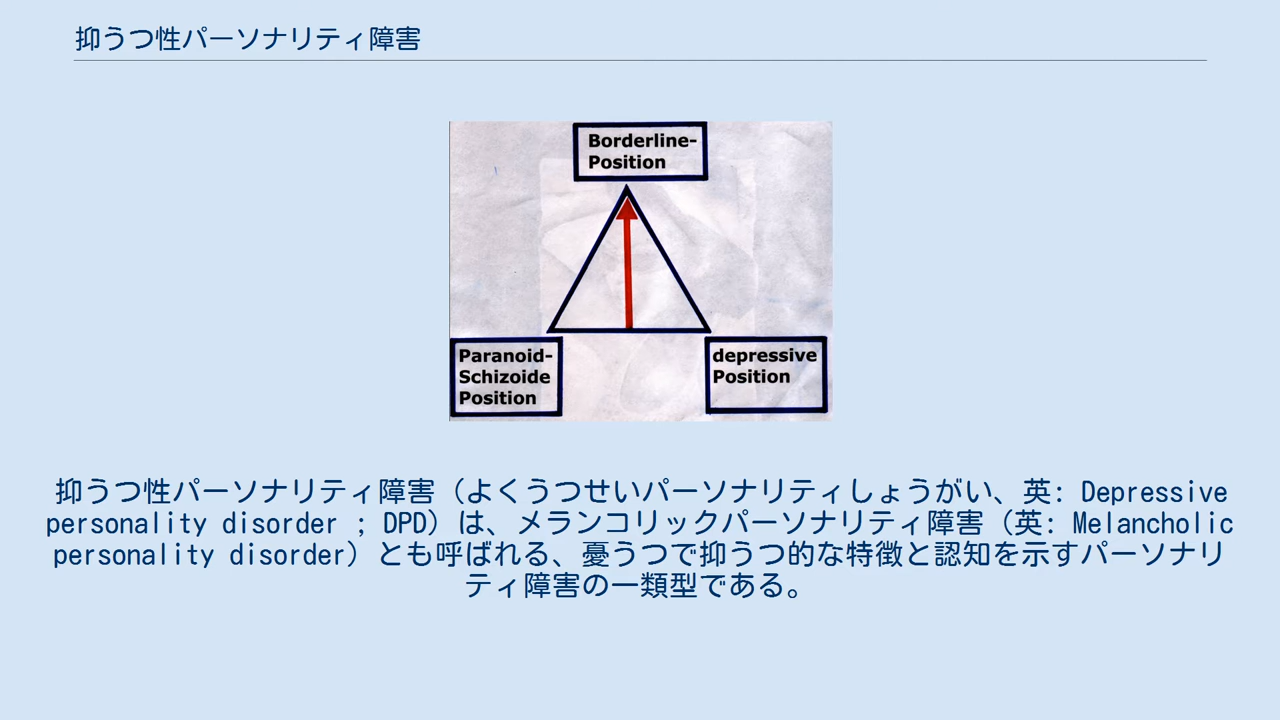 抑うつ性パーソナリティ障害
Borderline-
Position
Paranoid-
Schizoide
Position
depressive
Position
抑うつ性パーソナリティ障害（よくうつせいパーソナリティしょうがい、英: Depressive
personality disorder ; DPD）は、メランコリックパーソナリティ障害（英: Melancholic
personality disorder）とも呼ばれる、憂うつで抑うつ的な特徴と認知を示すパーソナリ
ティ障害の一類型である。